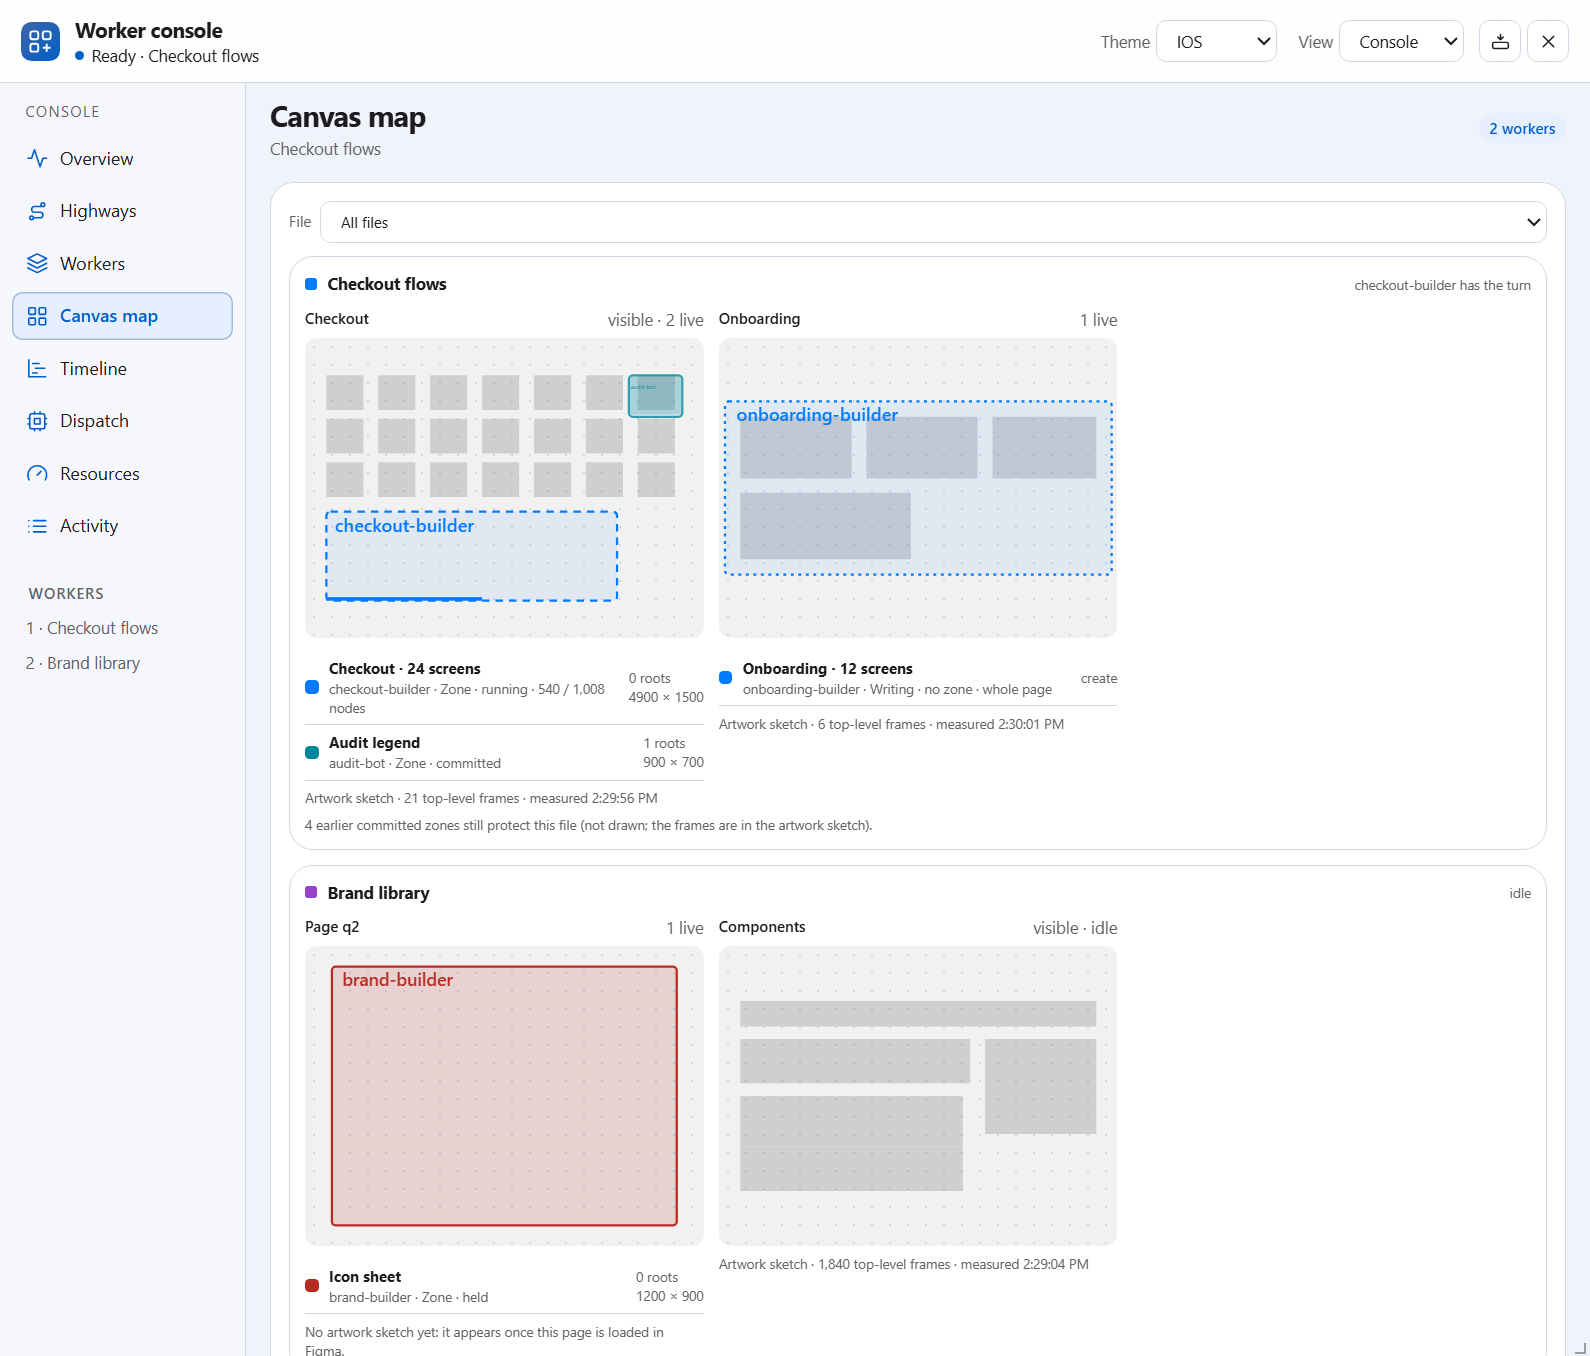 Worker console
Ready · Checkout flows
Theme
IOS
View
Console
CONSOLE
Overview
Highways
Workers
Canvas map
Timeline
Dispatch
Resources
Activity
WORKERS
1 · Checkout flows
2 · Brand library
Canvas map
Checkout flows
2 workers
File
All files
Checkout flows
checkout-builder has the turn
Checkout
visible · 2 live
audit-bot
checkout-builder
Onboarding
1 live
onboarding-builder
Checkout · 24 screens
checkout-builder · Zone · running · 540 / 1,008
nodes
0 roots
4900 × 1500
Audit legend
audit-bot · Zone · committed
1 roots
900 × 700
Artwork sketch · 21 top-level frames · measured 2:29:56 PM
Onboarding · 12 screens
onboarding-builder · Writing · no zone · whole page
create
Artwork sketch · 6 top-level frames · measured 2:30:01 PM
4 earlier committed zones still protect this file (not drawn; the frames are in the artwork sketch).
Brand library
idle
Page q2
1 live
brand-builder
Components
visible · idle
Icon sheet
brand-builder · Zone · held
0 roots
1200 × 900
No artwork sketch yet: it appears once this page is loaded in
Figma.
Artwork sketch · 1,840 top-level frames · measured 2:29:04 PM